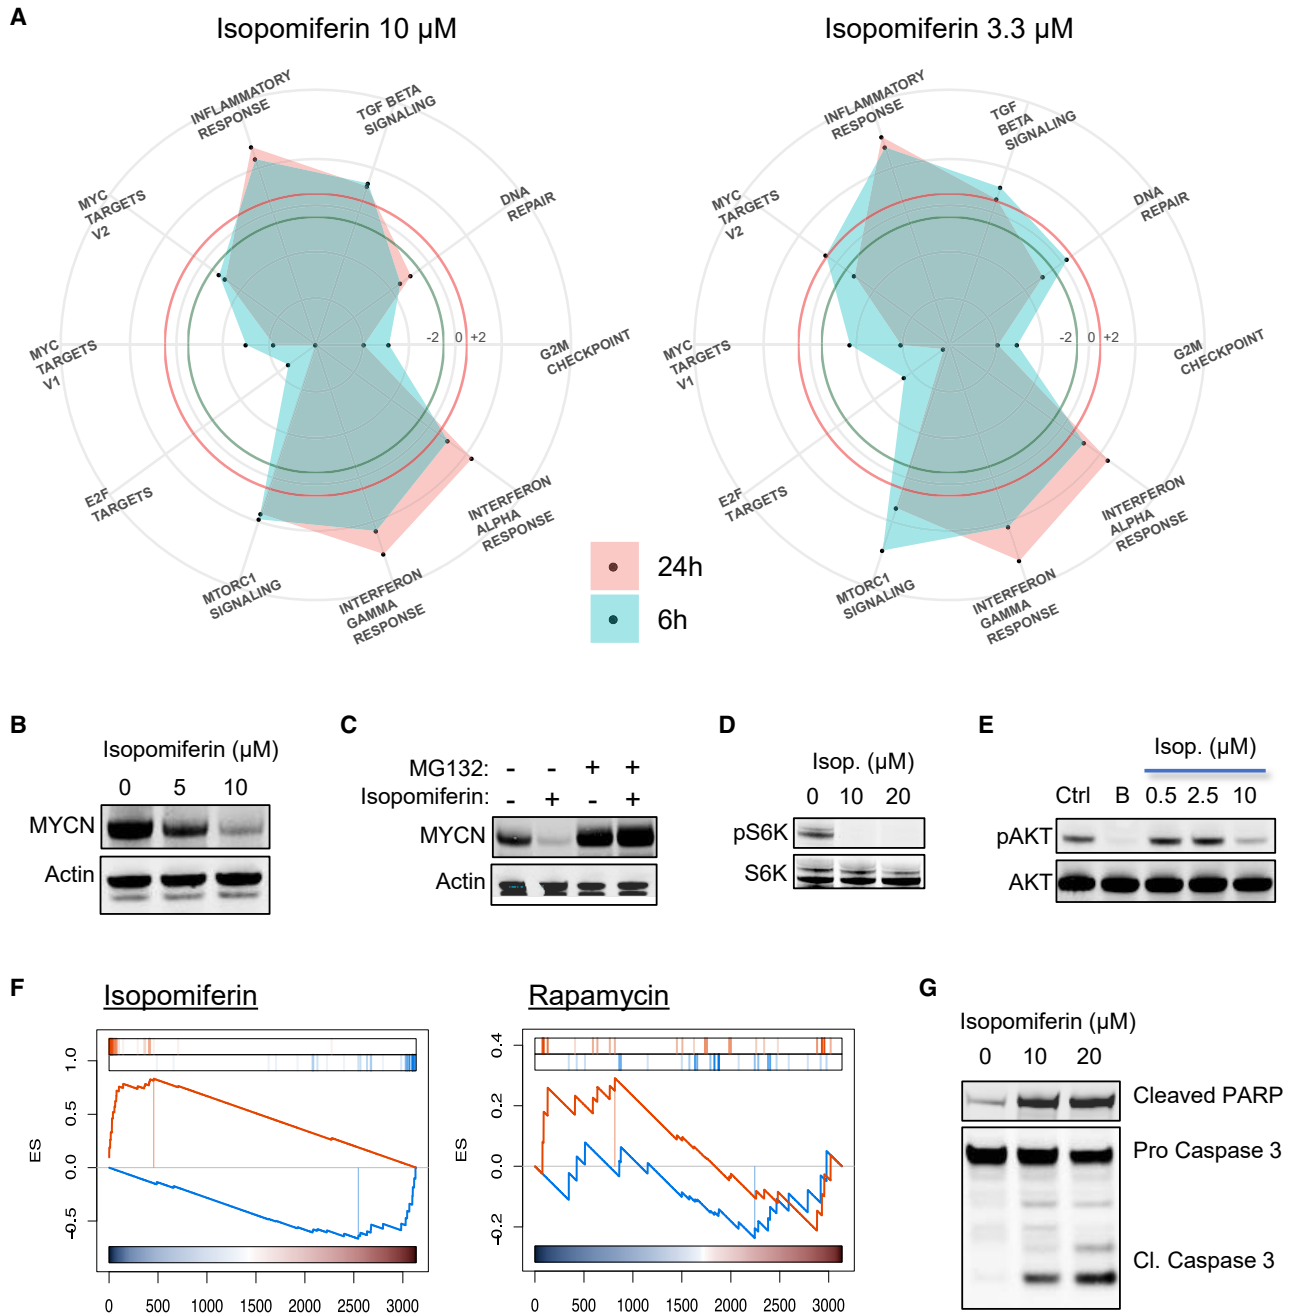 A
Isopomiferin 10 µM
Isopomiferin 3.3 µM
INFLAMMATORY
RESPONSE
TGF BETA
SIGNALING
DNA
REPAIR
G2M
CHECKPOINT
INTERFERON
ALPHA
RESPONSE
INTERFERON
GAMMA
RESPONSE
MTORC1
SIGNALING
E2F
TARGETS
MYC
TARGETS
V1
MYC
TARGETS
V2
-2 0 +2
INFLAMMATORY
RESPONSE
TGF
BETA
SIGNALING
DNA
REPAIR
G2M
CHECKPOINT
INTERFERON
ALPHA
RESPONSE
INTERFERON
GAMMA
RESPONSE
MTORC1
SIGNALING
E2F
TARGETS
MYC
TARGETS
V1
MYC
TARGETS
V2
-2 0 +2
24h
6h
B
Isopomiferin (µM)
0 5 10
MYCN
Actin
C
MG132: - - + +
Isopomiferin: - + - +
MYCN
Actin
D
Isop. (µM)
0 10 20
pS6K
S6K
E
Isop. (µM)
Ctrl B 0.5 2.5 10
pAKT
AKT
F
Isopomiferin
ES
1.0
0.5
0.0
-0.5
0 500 1000 1500 2000 2500 3000
Rapamycin
ES
0.4
0.2
0.0
-0.2
0 500 1000 1500 2000 2500 3000
G
Isopomiferin (µM)
0 10 20
Cleaved PARP
Pro Caspase 3
Cl. Caspase 3